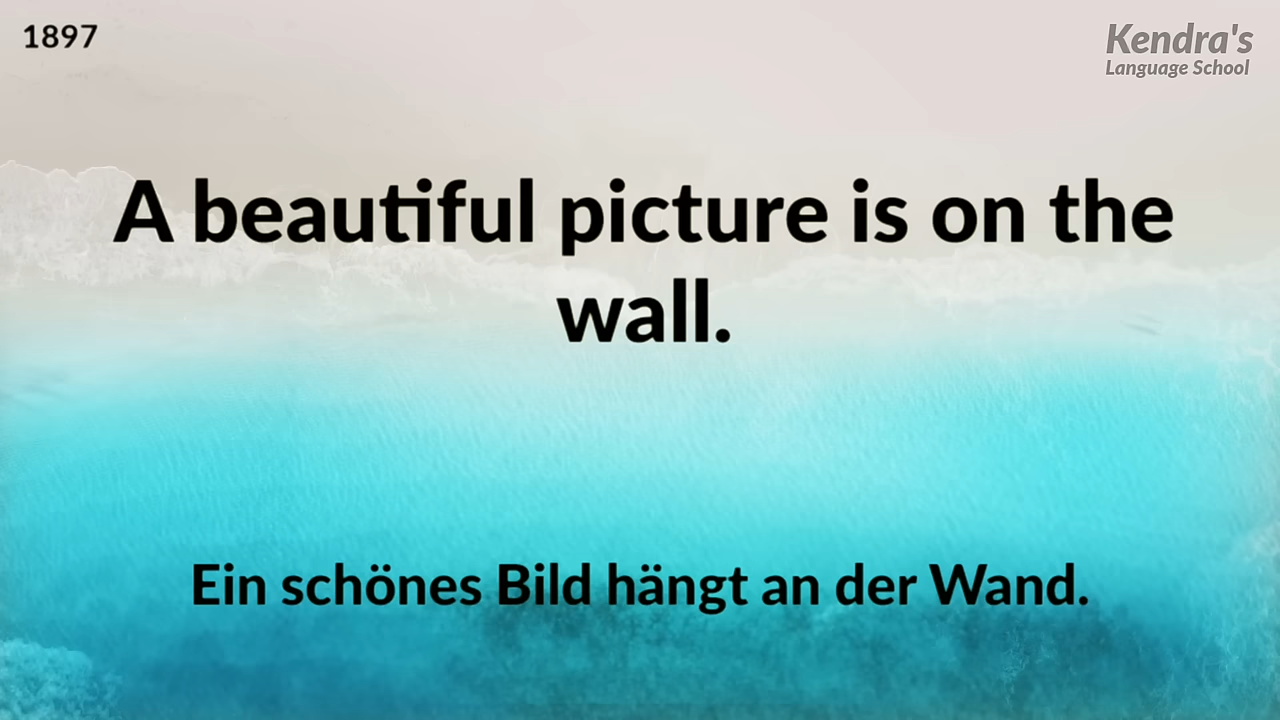 1897
Kendra's
Language School
A beautiful picture is on the
wall.
Ein schönes Bild hängt an der Wand.